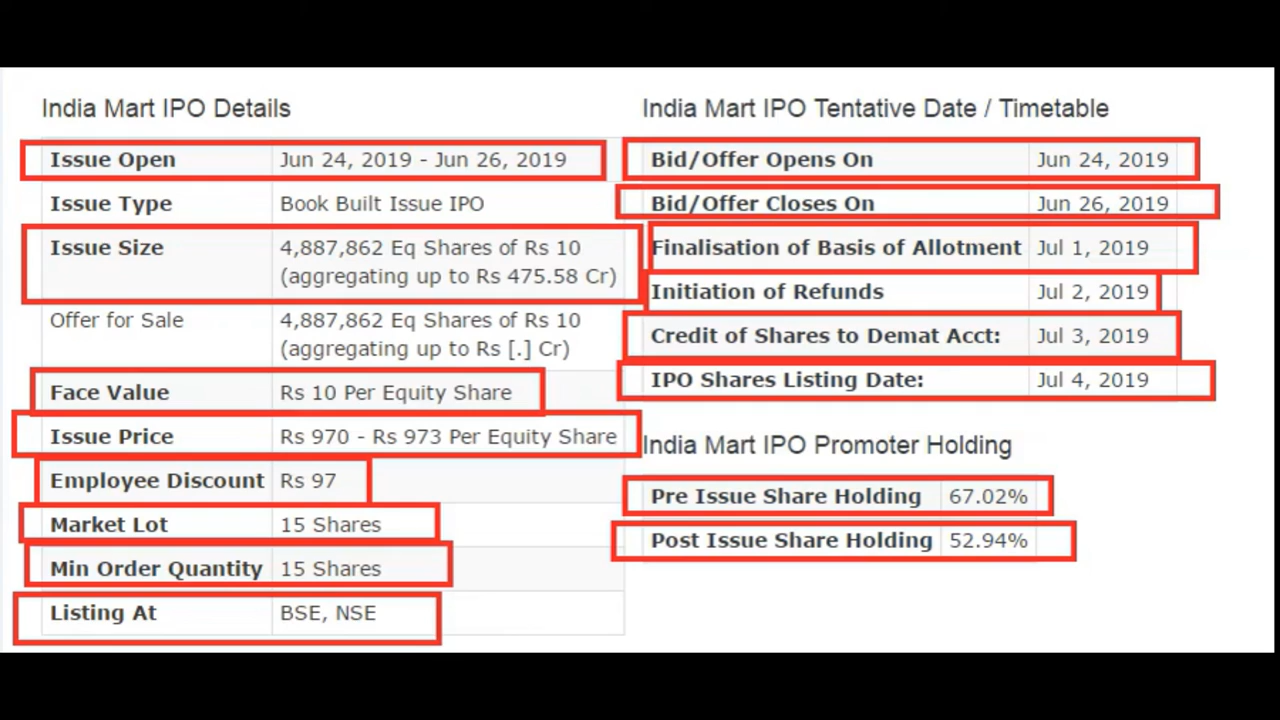 India Mart IPO Details
Issue Open Jun 24, 2019 - Jun 26, 2019
Issue Type Book Built Issue IPO
Issue Size 4,887,862 Eq Shares of Rs 10
(aggregating up to Rs 475.58 Cr)
Offer for Sale 4,887,862 Eq Shares of Rs 10
(aggregating up to Rs [.] Cr)
Face Value Rs 10 Per Equity Share
Issue Price Rs 970 - Rs 973 Per Equity Share
Employee Discount Rs 97
Market Lot 15 Shares
Min Order Quantity 15 Shares
Listing At BSE, NSE
India Mart IPO Tentative Date / Timetable
Bid/Offer Opens On Jun 24, 2019
Bid/Offer Closes On Jun 26, 2019
Finalisation of Basis of Allotment Jul 1, 2019
Initiation of Refunds Jul 2, 2019
Credit of Shares to Demat Acct: Jul 3, 2019
IPO Shares Listing Date: Jul 4, 2019
India Mart IPO Promoter Holding
Pre Issue Share Holding 67.02%
Post Issue Share Holding 52.94%